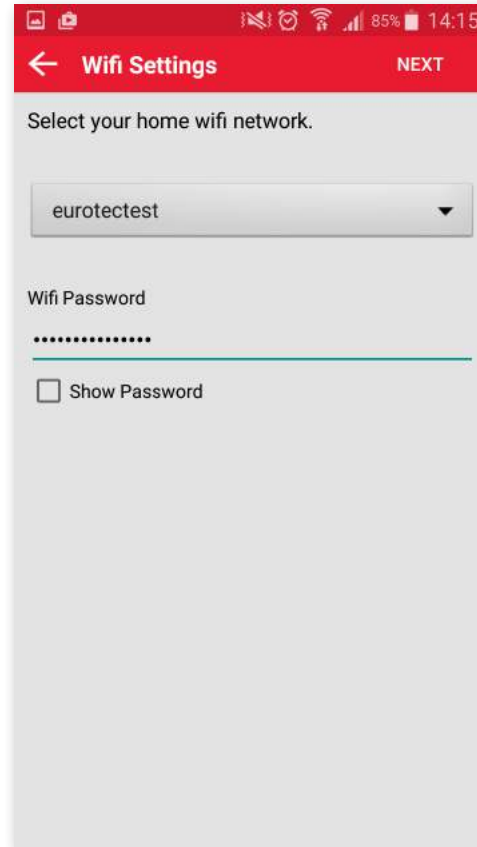 85% 14:15
Wifi Settings NEXT
Select your home wifi network.
eurotectest
Wifi Password
•••••••••••••••
Show Password